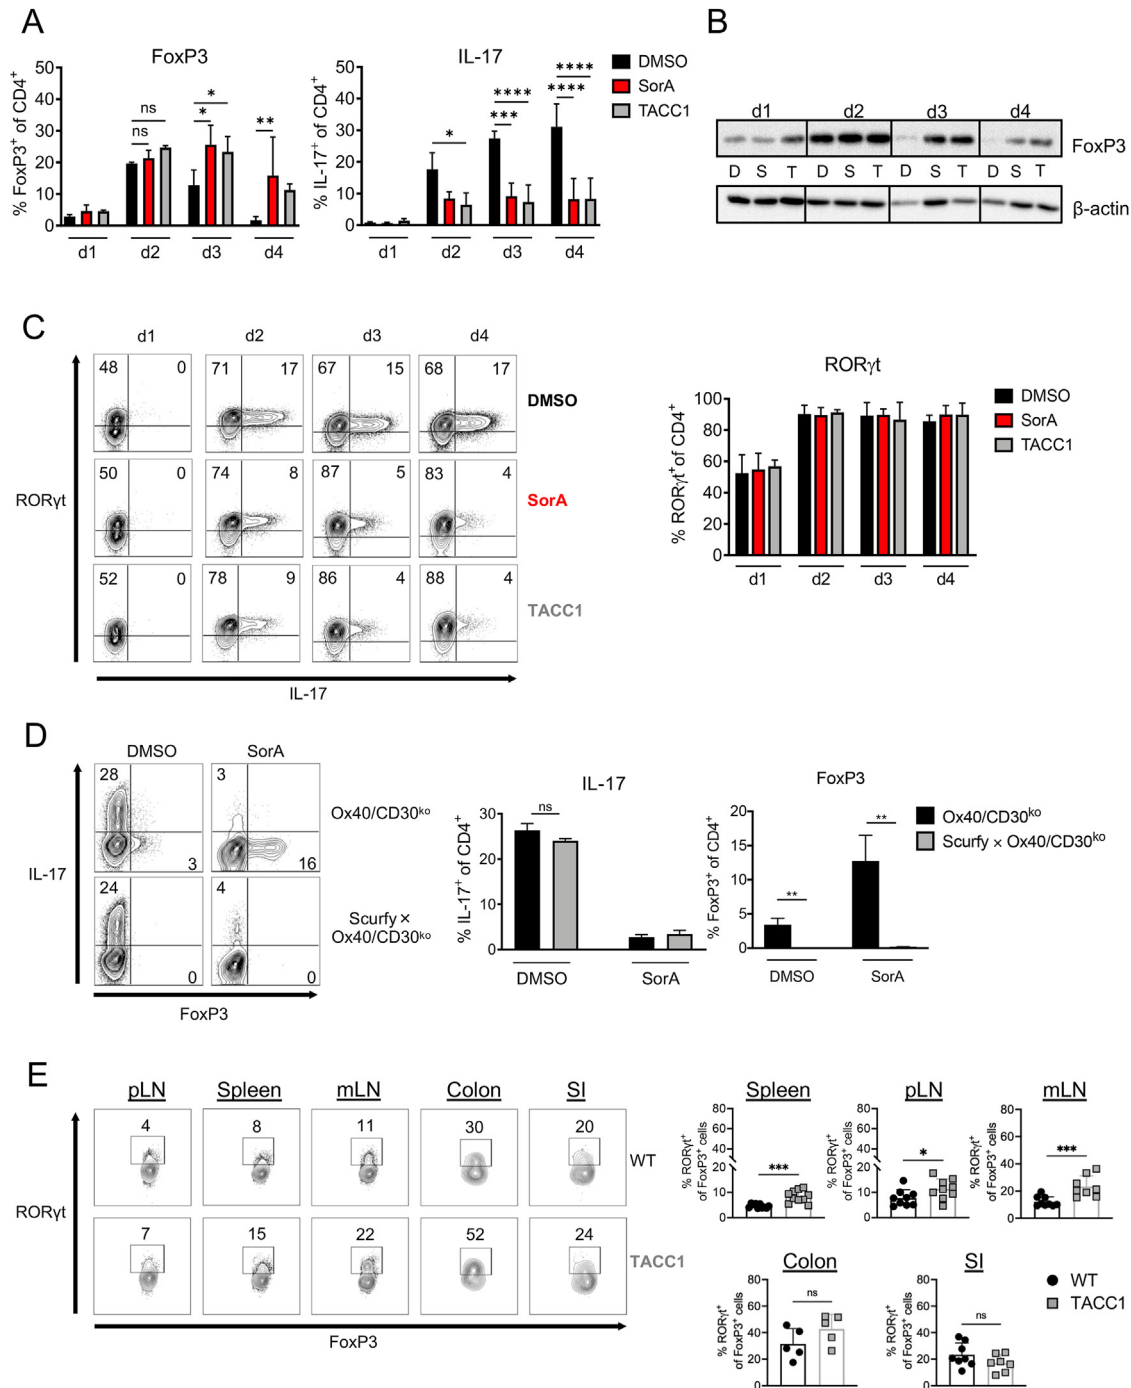 A
FoxP3
% FoxP3⁺ of CD4⁺
50
40
30
20
10
0
ns
ns
*
*
**
d1 d2 d3 d4
IL-17
% IL-17⁺ of CD4⁺
50
40
30
20
10
0
*
****
***
****
****
d1 d2 d3 d4
DMSO
SorA
TACC1
B
d1 d2 d3 d4
FoxP3
D S T D S T D S T D S T
β-actin
C
d1 d2 d3 d4
48 0 71 17 67 15 68 17
DMSO
50 0 74 8 87 5 83 4
SorA
RORγt
52 0 78 9 86 4 88 4
TACC1
IL-17
RORγt
% RORγt⁺ of CD4⁺
100
80
60
40
20
0
d1 d2 d3 d4
DMSO
SorA
TACC1
D
DMSO SorA
28 3
Ox40/CD30ᵏᵒ
3 16
IL-17
24 4
Scurfy ×
Ox40/CD30ᵏᵒ
0 0
FoxP3
IL-17
% IL-17⁺ of CD4⁺
30
20
10
0
ns
DMSO SorA
FoxP3
% FoxP3⁺ of CD4⁺
20
15
10
5
0
**
**
DMSO SorA
Ox40/CD30ᵏᵒ
Scurfy × Ox40/CD30ᵏᵒ
E
pLN Spleen mLN Colon SI
4 8 11 30 20
WT
RORγt
7 15 22 52 24
TACC1
FoxP3
Spleen
% RORγt⁺
of FoxP3⁺ cells
80
60
40
20
20
10
0
***
pLN
% RORγt⁺
of FoxP3⁺ cells
80
60
40
20
20
10
0
*
mLN
% RORγt⁺
of FoxP3⁺ cells
80
60
40
20
0
***
Colon
% RORγt⁺
of FoxP3⁺ cells
80
60
40
20
0
ns
SI
% RORγt⁺
of FoxP3⁺ cells
80
60
40
20
0
ns
WT
TACC1